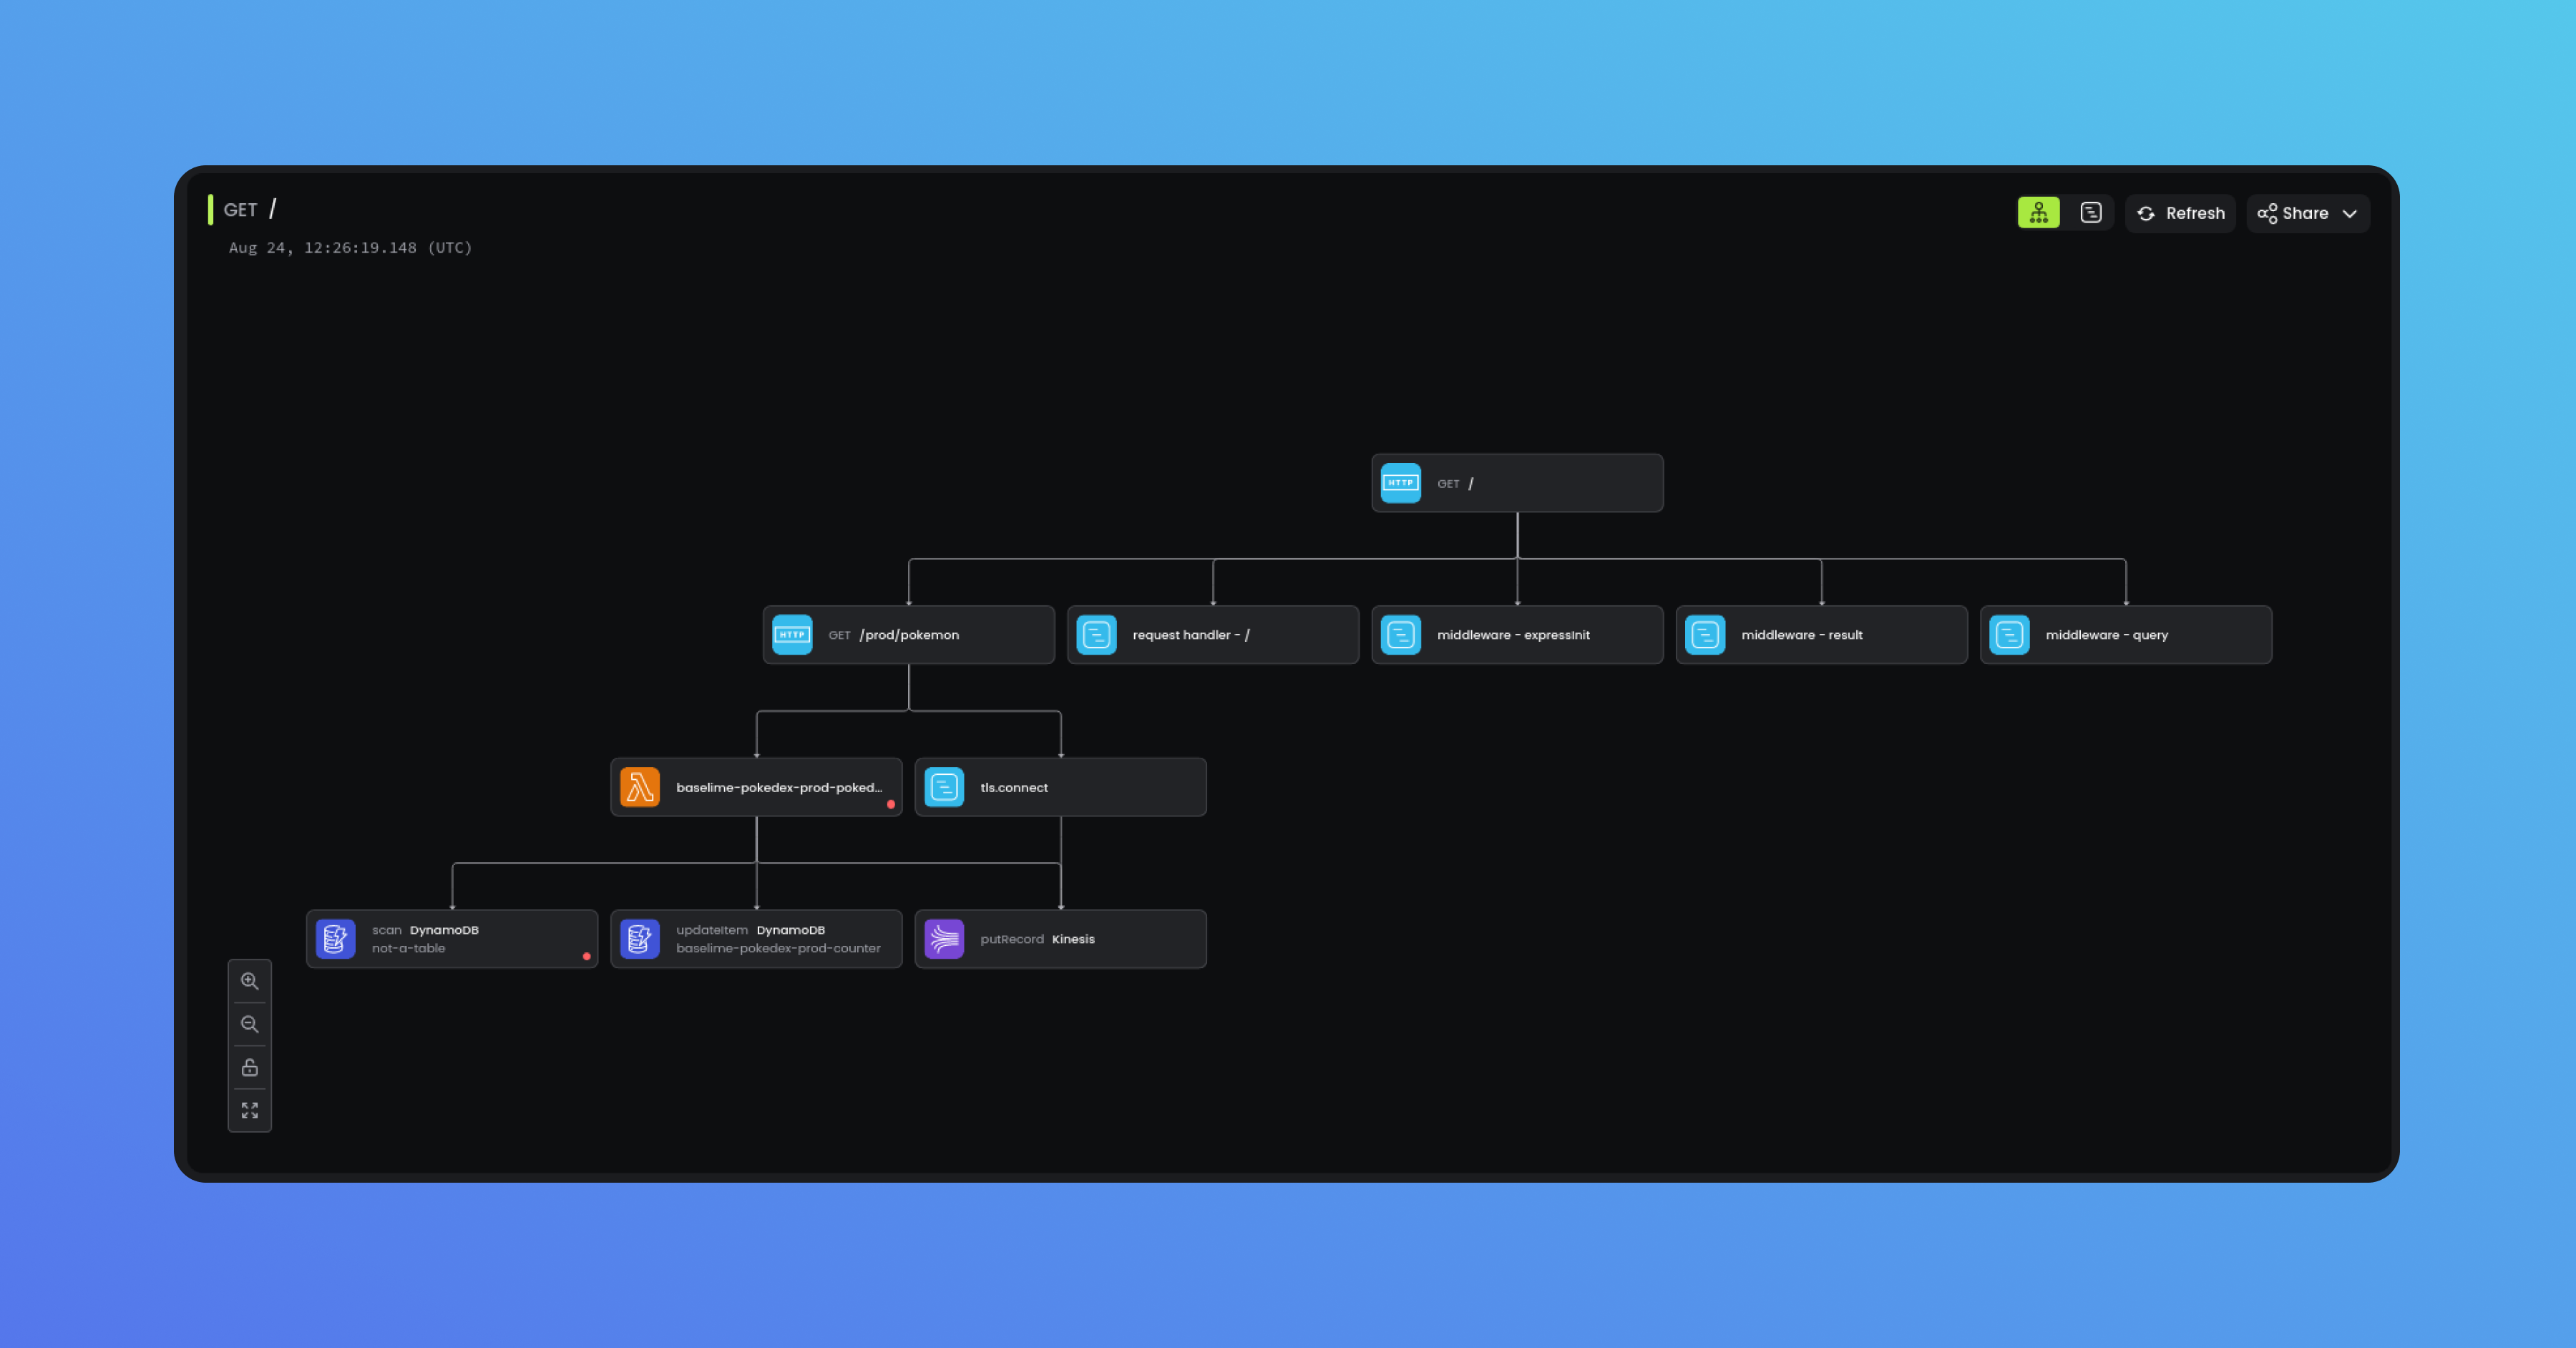 GET /
Aug 24, 12:26:19.148 (UTC)
Refresh
Share
HTTP GET /
HTTP GET /prod/pokemon
request handler - /
middleware - expressInit
middleware - result
middleware - query
baselime-pokedex-prod-poked...
tls.connect
scan DynamoDB
not-a-table
updateItem DynamoDB
baselime-pokedex-prod-counter
putRecord Kinesis